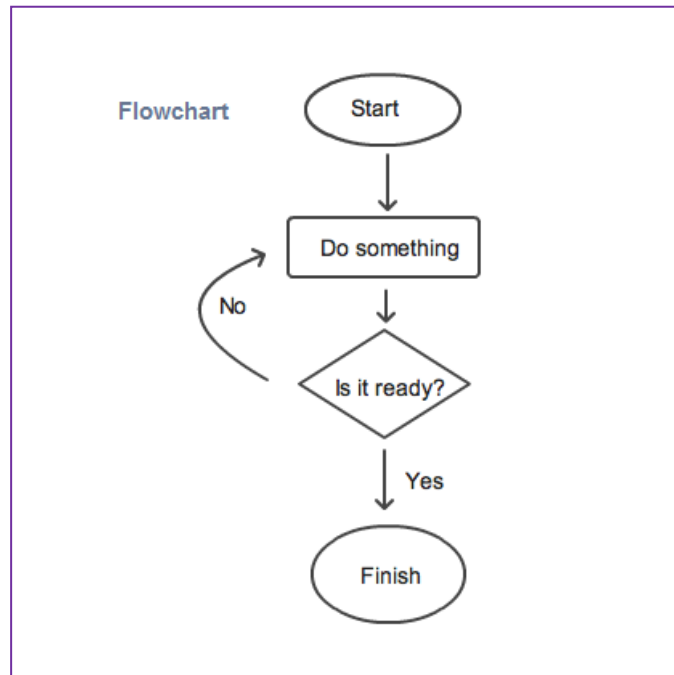 Flowchart
Start
Do something
No
Is it ready?
Yes
Finish